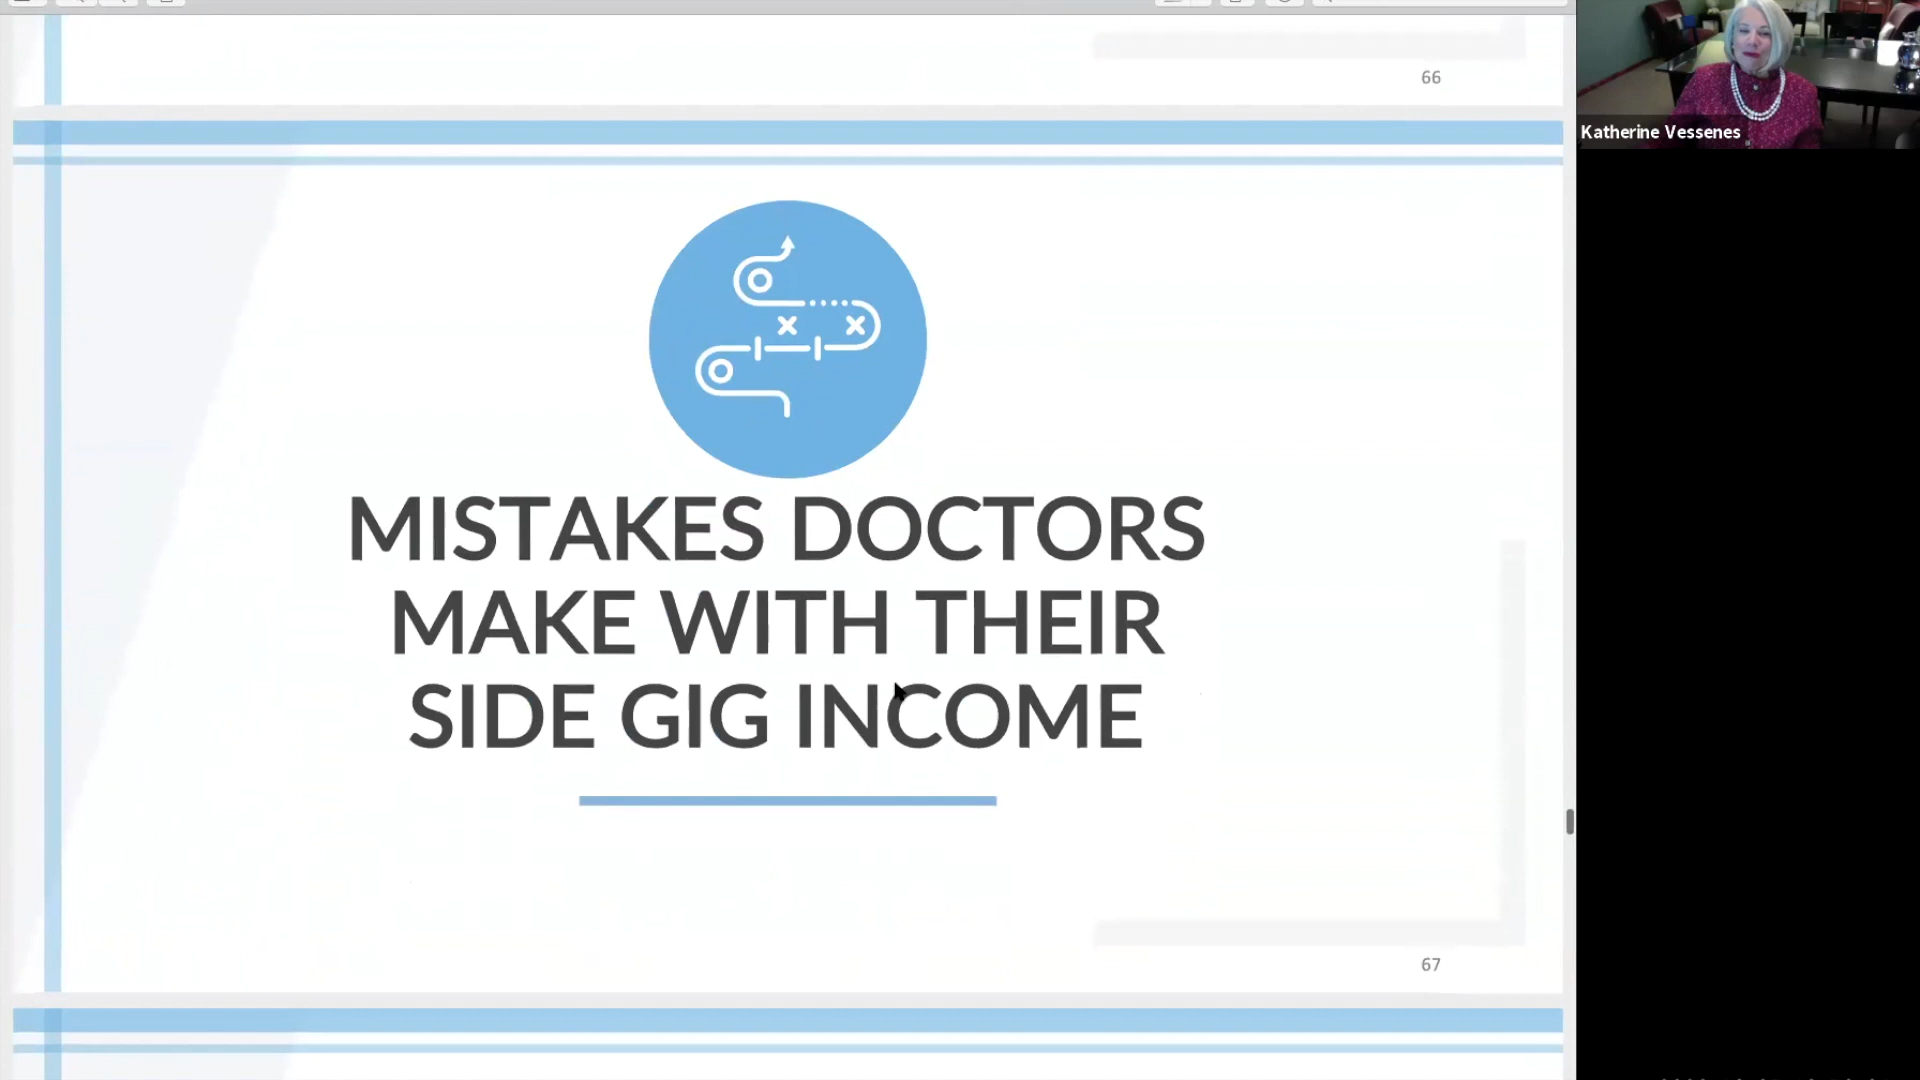 66
Katherine Vessenes
MISTAKES DOCTORS
MAKE WITH THEIR
SIDE GIG INCOME
67